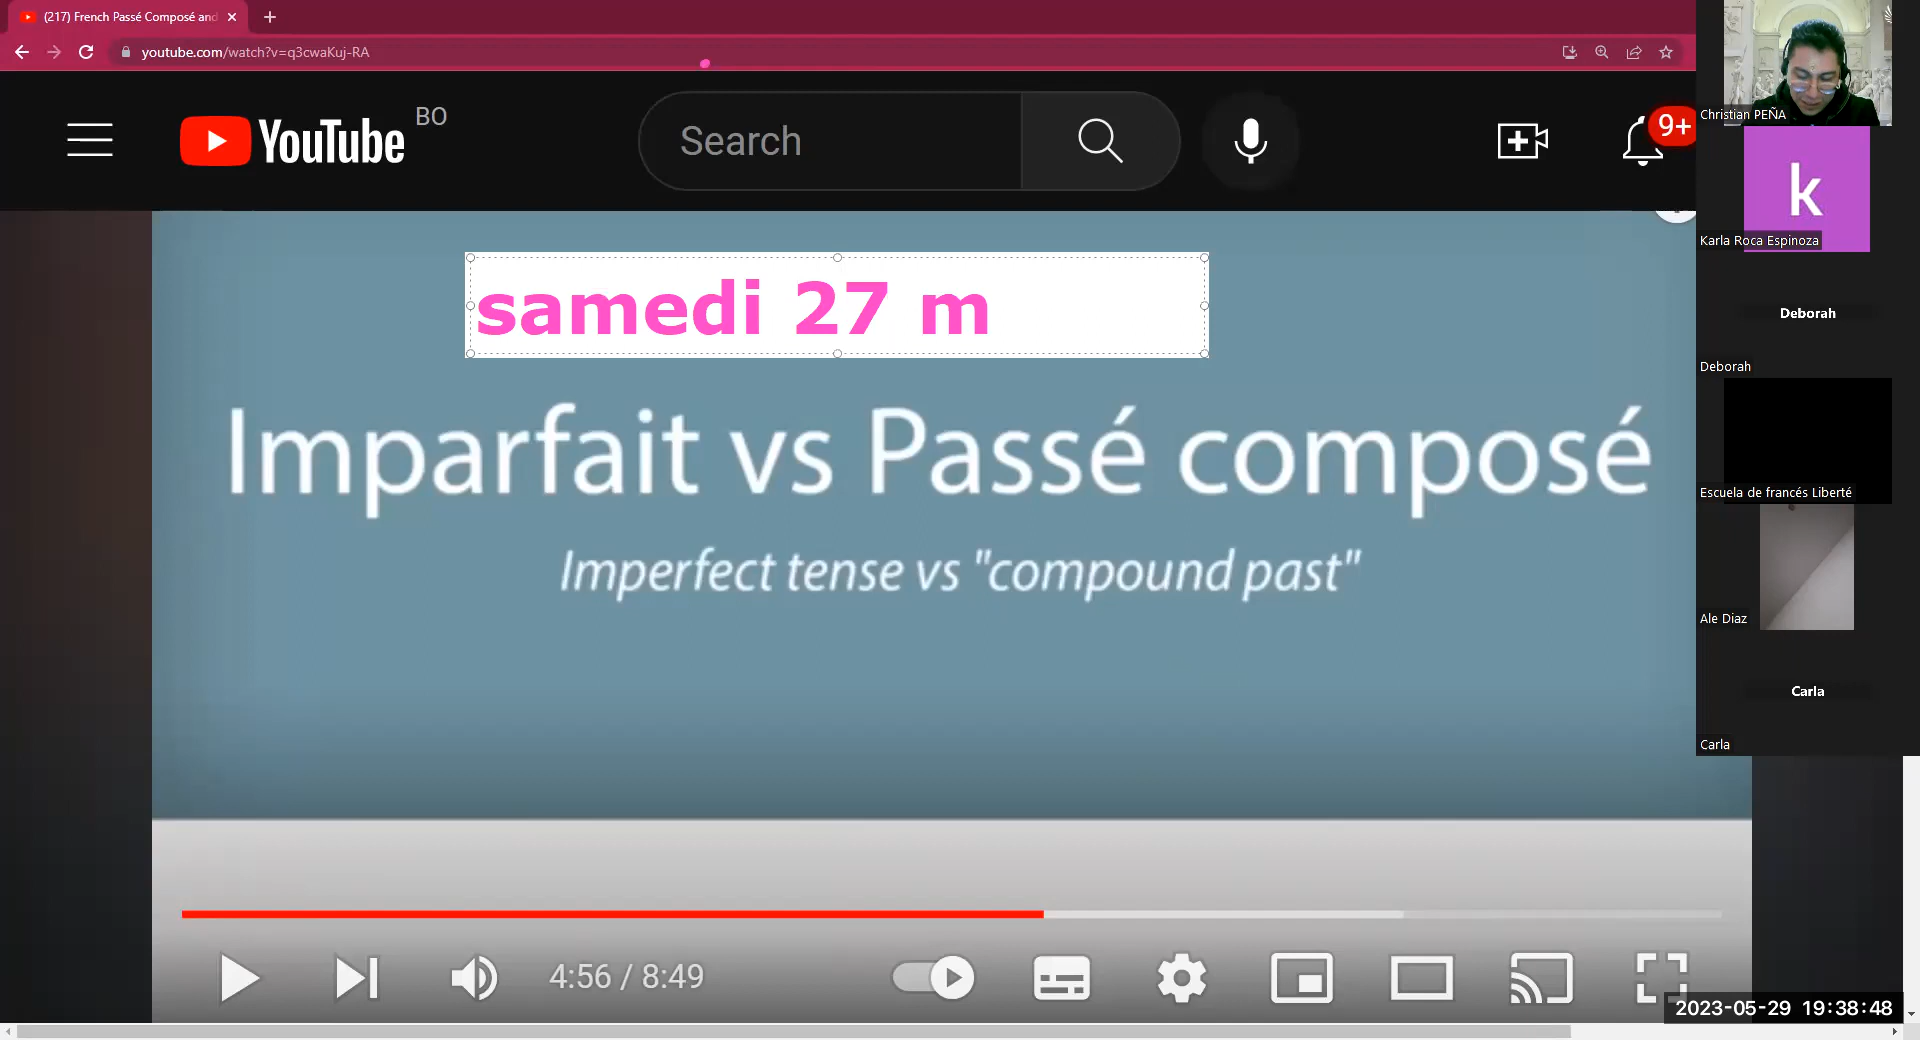 (217) French Passé Composé and
youtube.com/watch?v=q3cwaKuj-RA
YouTube BO
Search
9+
samedi 27 m
Imparfait vs Passé composé
Imperfect tense vs "compound past"
4:56 / 8:49
Christian PEÑA
k
Karla Roca Espinoza
Deborah
Deborah
Escuela de francés Liberté
Ale Diaz
Carla
Carla
2023-05-29 19:38:48